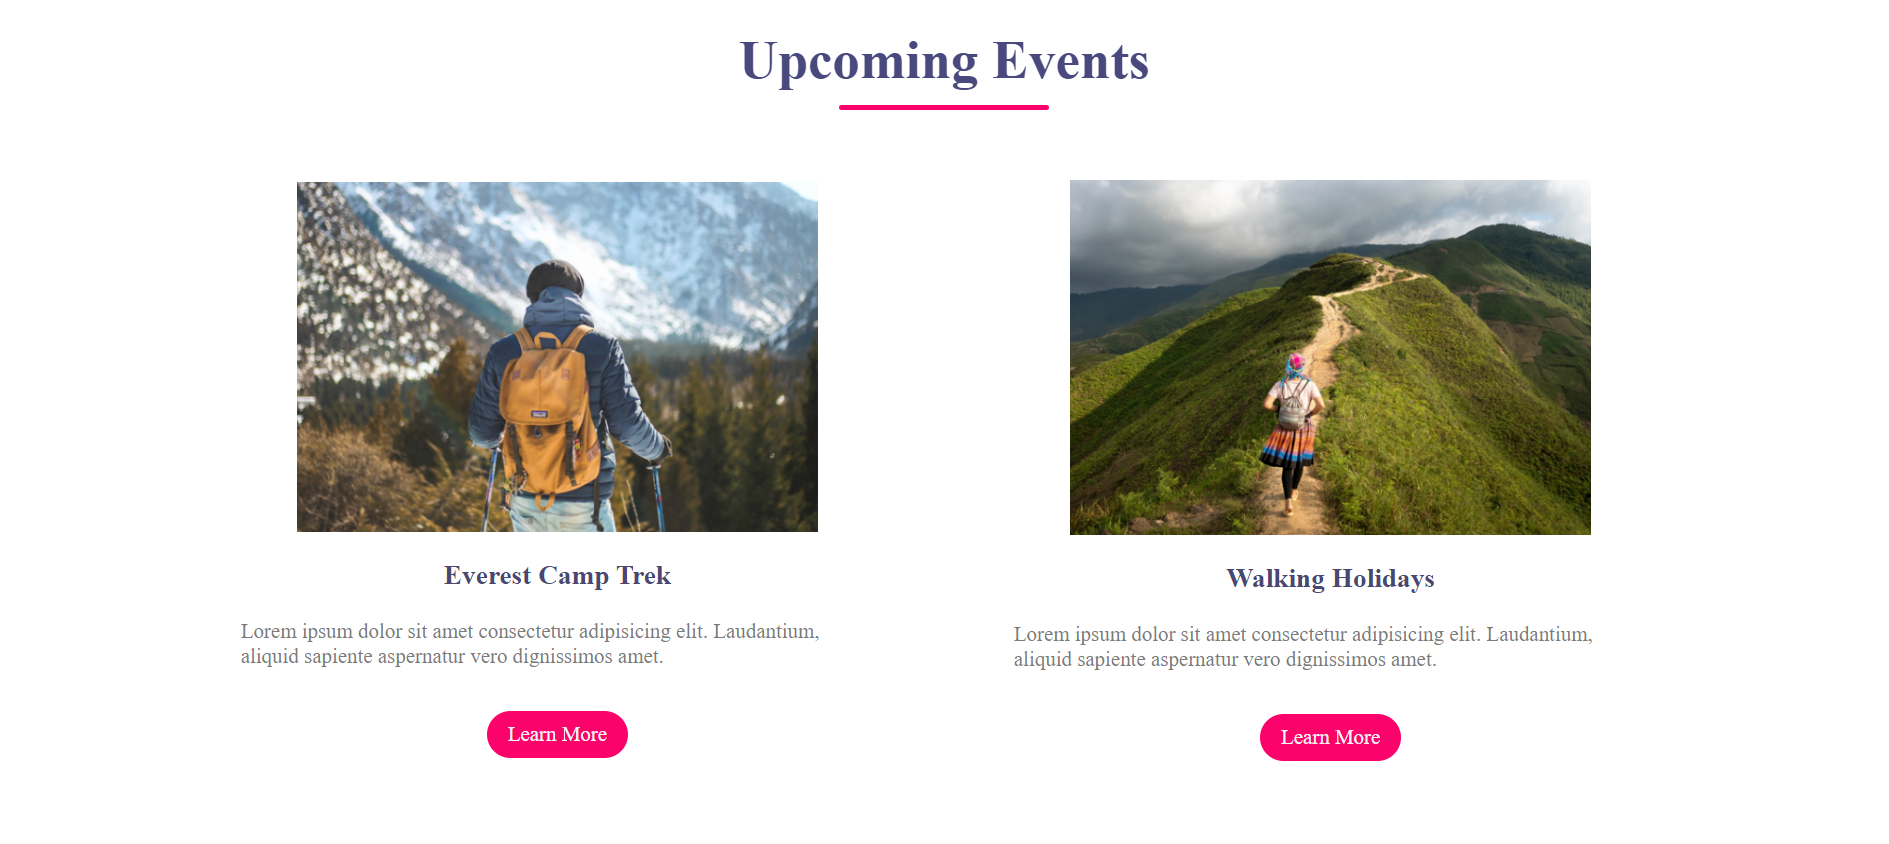 Upcoming Events
Everest Camp Trek
Lorem ipsum dolor sit amet consectetur adipisicing elit. Laudantium,
aliquid sapiente aspernatur vero dignissimos amet.
Learn More
Walking Holidays
Lorem ipsum dolor sit amet consectetur adipisicing elit. Laudantium,
aliquid sapiente aspernatur vero dignissimos amet.
Learn More